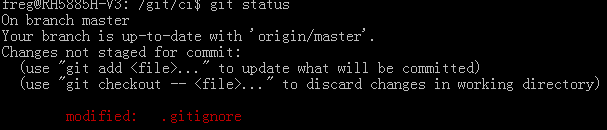 freg@RH5885H-V3: /git/ci$ git status
On branch master
Your branch is up-to-date with 'origin/master'.
Changes not staged for commit:
(use "git add <file>..." to update what will be committed)
(use "git checkout -- <file>..." to discard changes in working directory)
modified: .gitignore